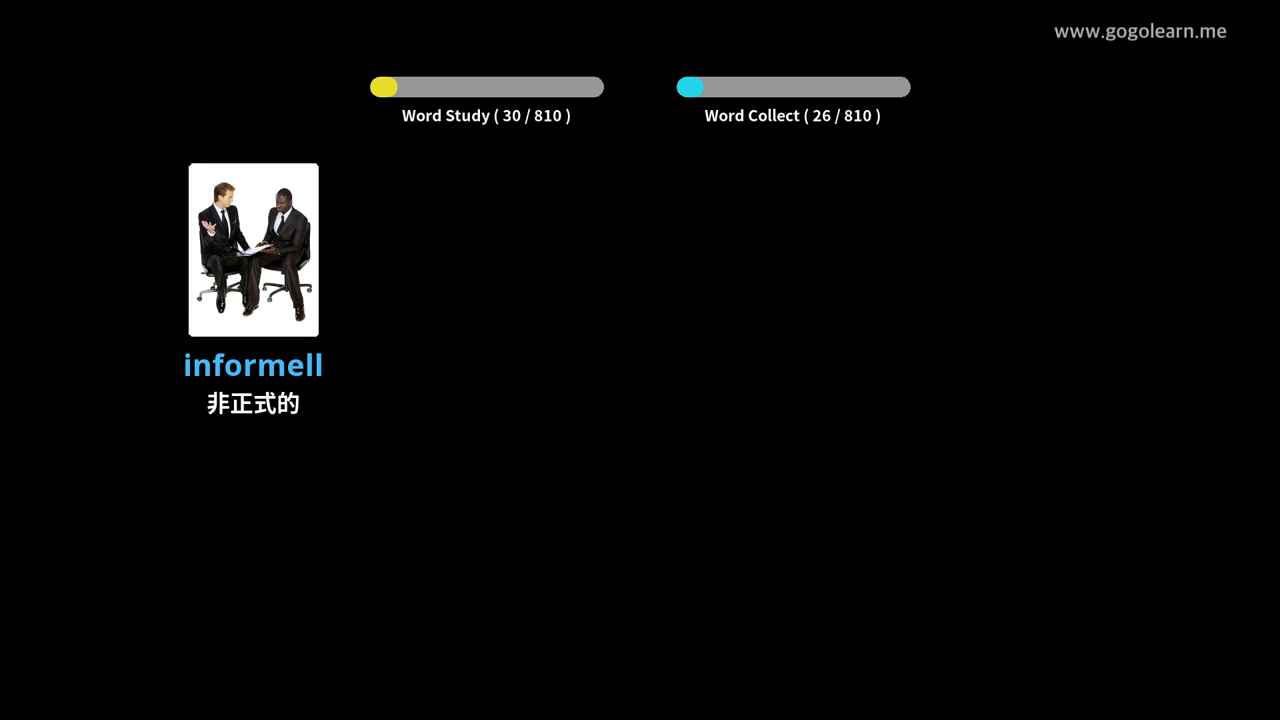 www.gogolearn.me
Word Study ( 30 / 810 )
Word Collect ( 26 / 810 )
informell
非正式的